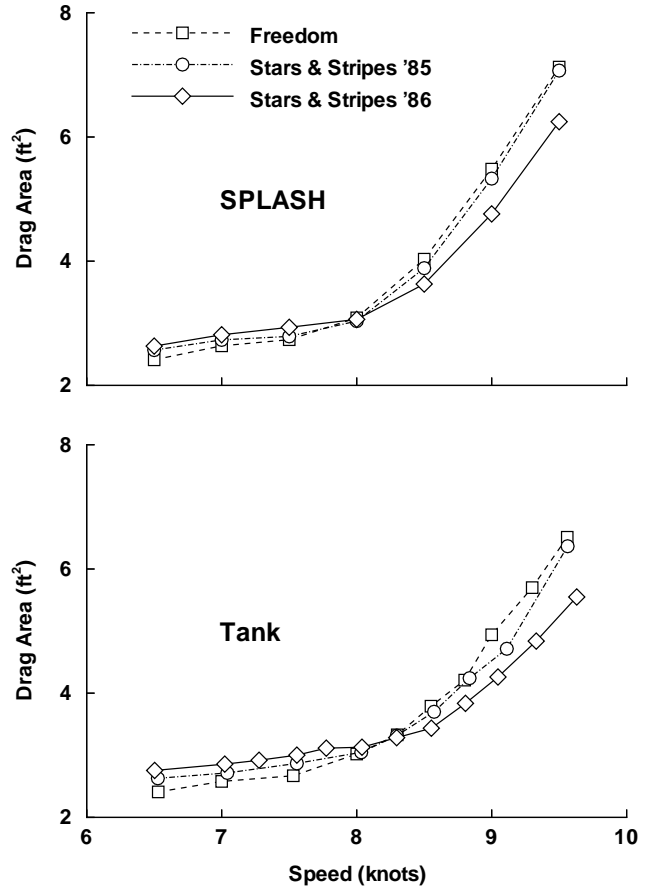 8
Freedom
Stars & Stripes ’85
Stars & Stripes ’86
6
Drag Area (ft²)
SPLASH
4
2
8
6
Drag Area (ft²)
Tank
4
2
6 7 8 9 10
Speed (knots)